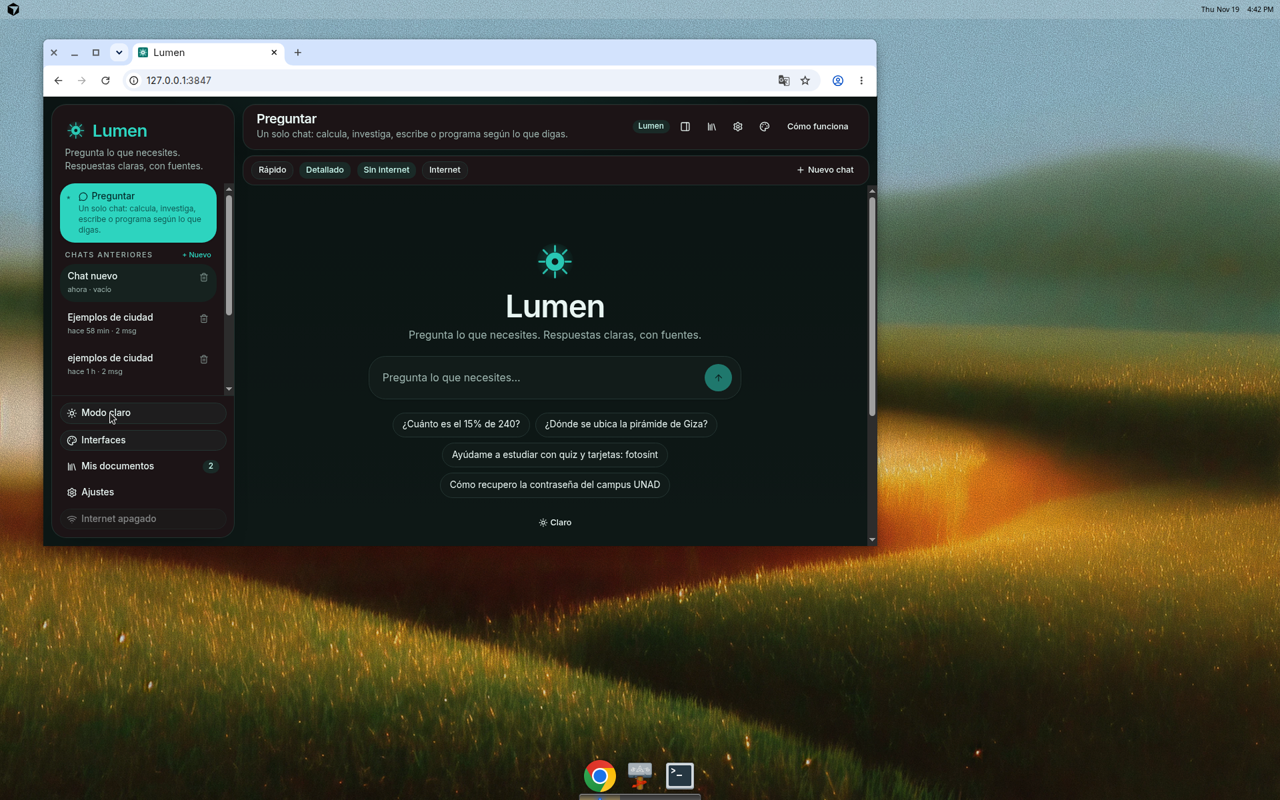 Thu Nov 19 4:42 PM
Lumen
127.0.0.1:3847
Lumen
Pregunta lo que necesites.
Respuestas claras, con fuentes.
Preguntar
Un solo chat: calcula, investiga,
escribe o programa según lo que
digas.
CHATS ANTERIORES + Nuevo
Chat nuevo
ahora · vacío
Ejemplos de ciudad
hace 58 min · 2 msg
ejemplos de ciudad
hace 1 h · 2 msg
Modo claro
Interfaces
Mis documentos 2
Ajustes
Internet apagado
Preguntar
Un solo chat: calcula, investiga, escribe o programa según lo que digas.
Lumen
Cómo funciona
Rápido Detallado Sin internet Internet + Nuevo chat
Lumen
Pregunta lo que necesites. Respuestas claras, con fuentes.
Pregunta lo que necesites...
¿Cuánto es el 15% de 240? ¿Dónde se ubica la pirámide de Giza?
Ayúdame a estudiar con quiz y tarjetas: fotosínt
Cómo recupero la contraseña del campus UNAD
Claro